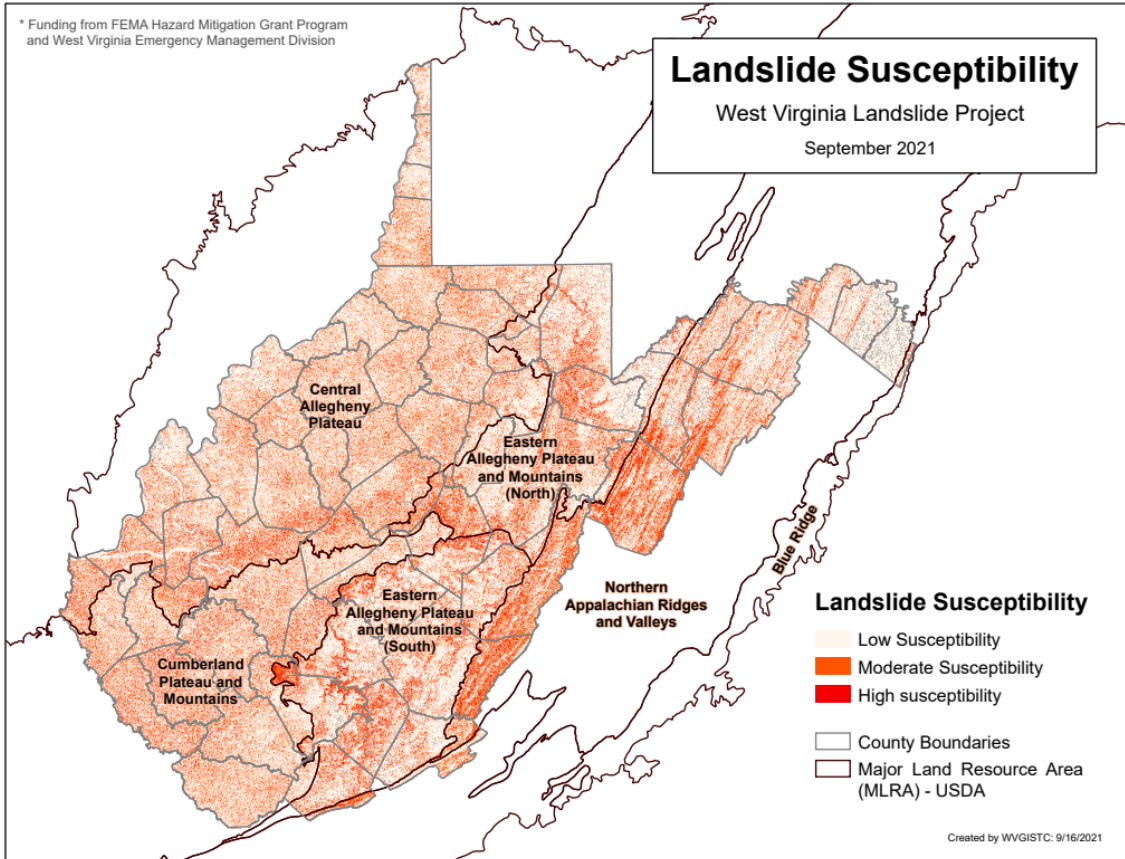 * Funding from FEMA Hazard Mitigation Grant Program
and West Virginia Emergency Management Division
Landslide Susceptibility
West Virginia Landslide Project
September 2021
Central
Allegheny
Plateau
Eastern
Allegheny Plateau
and Mountains
(North)
Blue Ridge
Northern
Appalachian Ridges
and Valleys
Eastern
Allegheny Plateau
and Mountains
(South)
Cumberland
Plateau and
Mountains
Landslide Susceptibility
Low Susceptibility
Moderate Susceptibility
High susceptibility
County Boundaries
Major Land Resource Area
(MLRA) - USDA
Created by WVGISTC: 9/16/2021